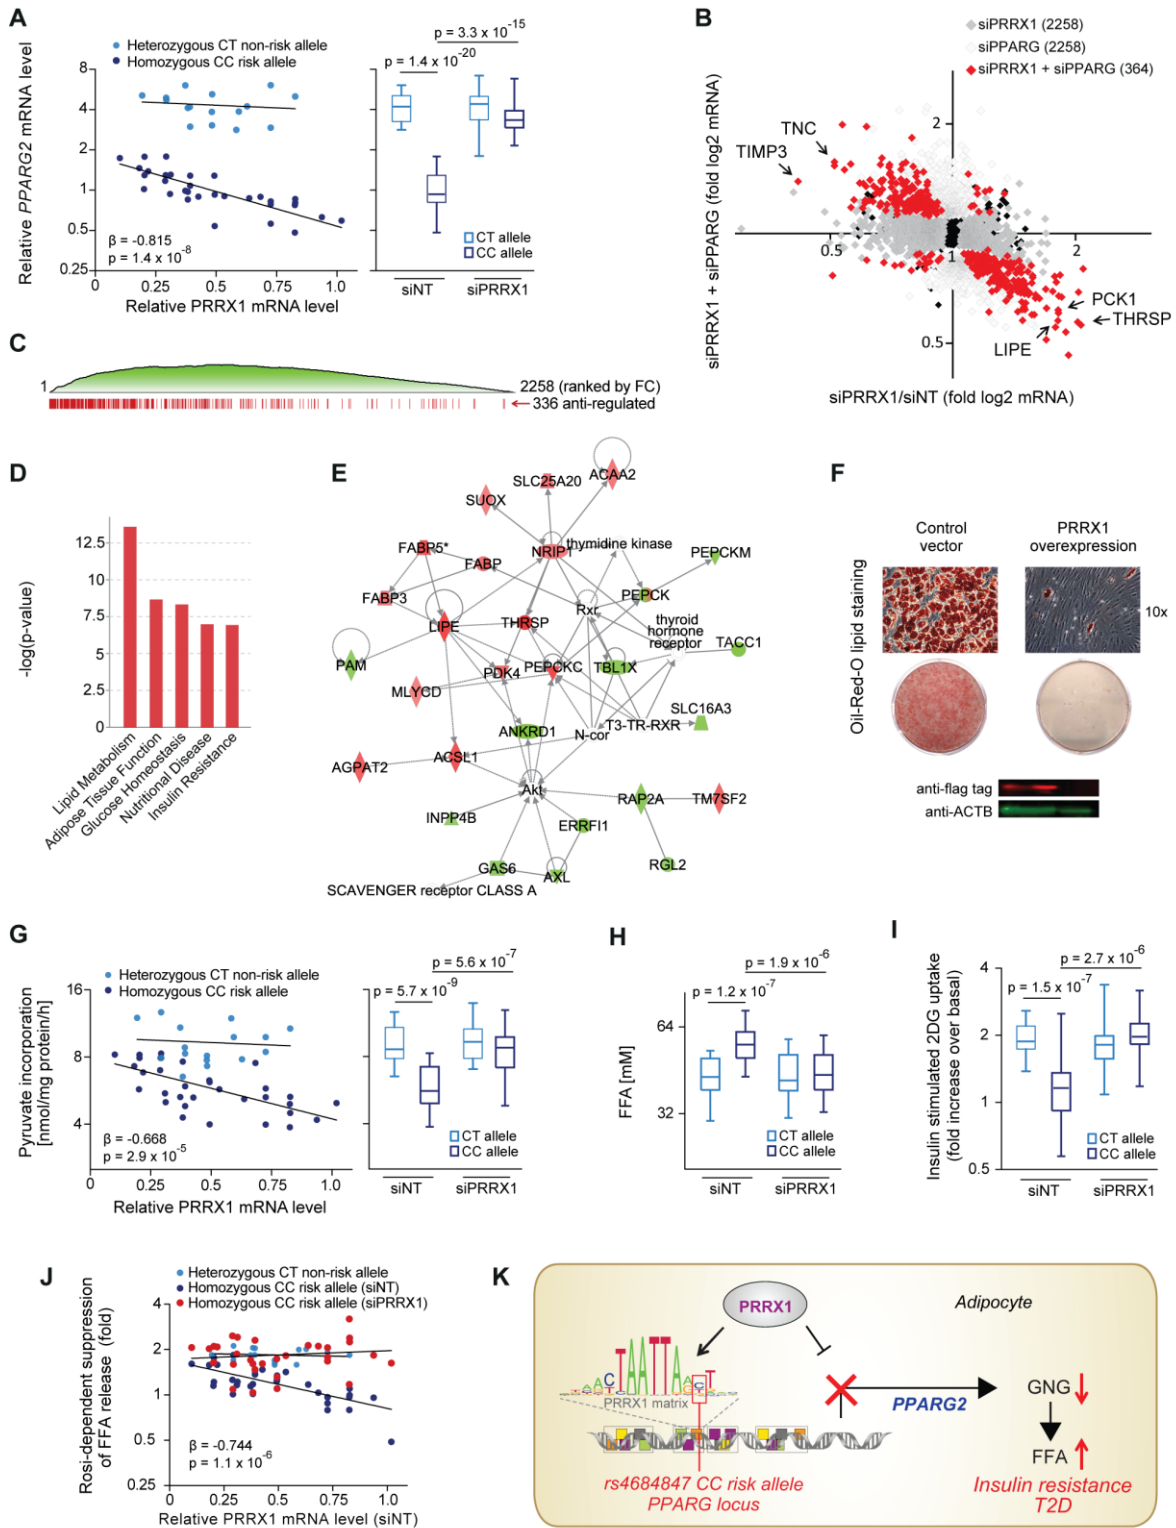 A
Heterozygous CT non-risk allele
Homozygous CC risk allele
Relative PPARG2 mRNA level
8
4
2
1
0.5
0.25
β = -0.815
p = 1.4 x 10-8
0
0.25
0.5
0.75
1.0
Relative PRRX1 mRNA level
p = 3.3 x 10-15
p = 1.4 x 10-20
CT allele
CC allele
siNT
siPRRX1
B
siPRRX1 (2258)
siPPARG (2258)
siPRRX1 + siPPARG (364)
siPRRX1 + siPPARG (fold log2 mRNA)
TNC
TIMP3
2
0.5
1
2
0.5
PCK1
THRSP
LIPE
siPRRX1/siNT (fold log2 mRNA)
C
1
2258 (ranked by FC)
336 anti-regulated
D
-log(p-value)
12.5
10
7.5
5
2.5
0
Lipid Metabolism
Adipose Tissue Function
Glucose Homeostasis
Nutritional Disease
Insulin Resistance
E
ACAA2
SLC25A20
SUOX
FABP5*
NRIP1
thymidine kinase
PEPCKM
FABP
FABP3
PEPCK
Rxr
LIPE
THRSP
thyroid
hormone
receptor
TACC1
PAM
PDK4
PEPCKC
TBL1X
MLYCD
SLC16A3
T3-TR-RXR
ANKRD1
N-cor
ACSL1
AGPAT2
Akt
RAP2A
TM7SF2
INPP4B
ERRFI1
GAS6
AXL
RGL2
SCAVENGER receptor CLASS A
F
Control
vector
PRRX1
overexpression
Oil-Red-O lipid staining
10x
anti-flag tag
anti-ACTB
G
Heterozygous CT non-risk allele
Homozygous CC risk allele
Pyruvate incorporation
[nmol/mg protein/h]
16
8
4
β = -0.668
p = 2.9 x 10-5
0
0.25
0.5
0.75
1.0
Relative PRRX1 mRNA level
p = 5.6 x 10-7
p = 5.7 x 10-9
CT allele
CC allele
siNT
siPRRX1
H
p = 1.9 x 10-6
p = 1.2 x 10-7
FFA [mM]
64
32
CT allele
CC allele
siNT
siPRRX1
I
p = 2.7 x 10-6
p = 1.5 x 10-7
Insulin stimulated 2DG uptake
(fold increase over basal)
4
2
1
0.5
CT allele
CC allele
siNT
siPRRX1
J
Heterozygous CT non-risk allele
Homozygous CC risk allele (siNT)
Homozygous CC risk allele (siPRRX1)
Rosi-dependent suppression
of FFA release (fold)
4
2
1
0.5
0.25
β = -0.744
p = 1.1 x 10-6
0
0.25
0.5
0.75
1.0
Relative PRRX1 mRNA level (siNT)
K
PRRX1
Adipocyte
PRRX1 matrix
PPARG2
GNG
FFA
rs4684847 CC risk allele
PPARG locus
Insulin resistance
T2D